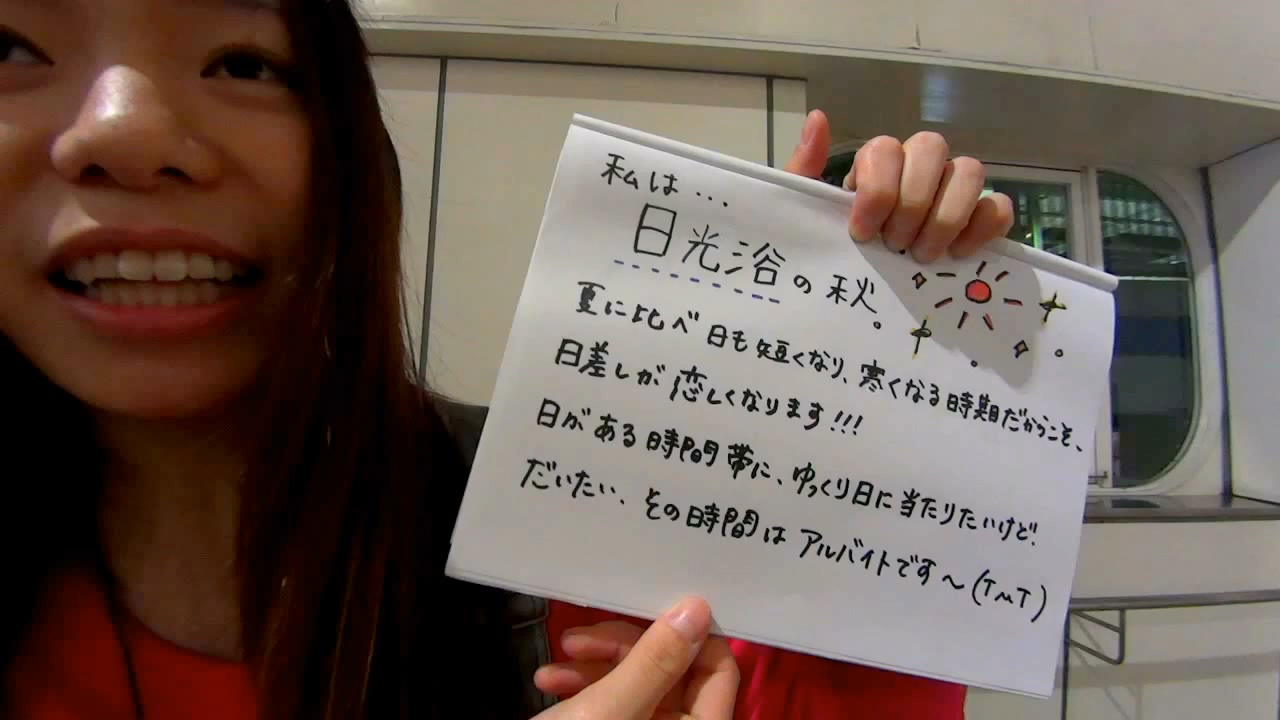 私は...
日光浴の秋。
夏に比べ日も短くなり、寒くなる時期だからこそ、
日差しが恋しくなります!!!
日がある時間帯に、ゆっくり日に当たりたいけど、
だいたい、その時間はアルバイトです〜(TmT)